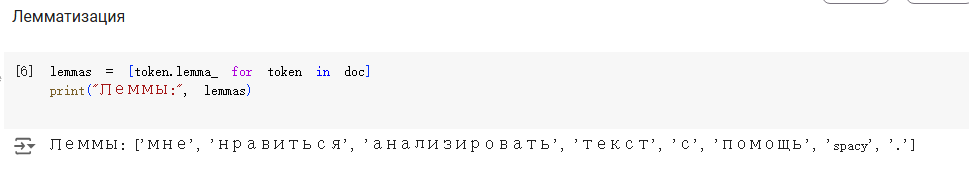 Лемматизация
[6] lemmas = [token.lemma_ for token in doc]
print("Леммы:", lemmas)
Леммы: ['мне', 'нравиться', 'анализировать', 'текст', 'с', 'помощь', 'spacy', '.']